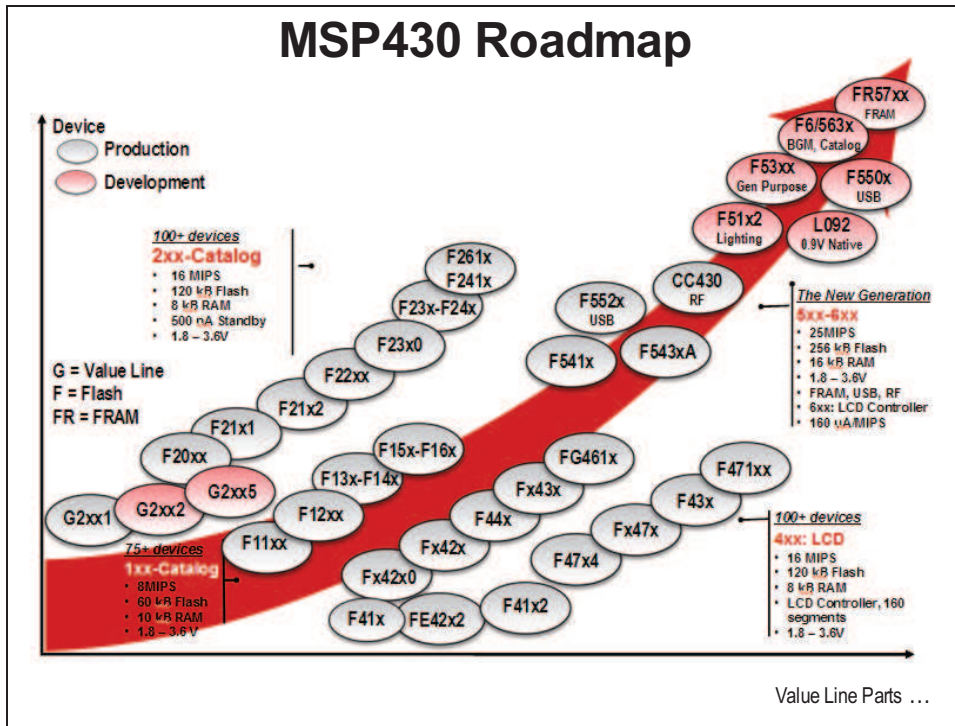 MSP430 Roadmap
Device
Production
Development
100+ devices
2xx-Catalog
• 16 MIPS
• 120 kB Flash
• 8 kB RAM
• 500 nA Standby
• 1.8 – 3.6V
G = Value Line
F = Flash
FR = FRAM
FR57xx
FRAM
F6/563x
BGM, Catalog
F53xx
Gen Purpose
F550x
USB
F51x2
Lighting
L092
0.9V Native
F261x
F241x
F23x-F24x
F23x0
F22xx
F21x2
F21x1
F20xx
G2xx1
G2xx2
G2xx5
CC430
RF
F552x
USB
F541x
F543xA
The New Generation
5xx-6xx
• 25MIPS
• 256 kB Flash
• 16 kB RAM
• 1.8 – 3.6V
• FRAM, USB, RF
• 6xx: LCD Controller
• 160 uA/MIPS
F15x-F16x
F13x-F14x
F12xx
F11xx
75+ devices
1xx-Catalog
• 8MIPS
• 60 kB Flash
• 10 kB RAM
• 1.8 – 3.6 V
FG461x
Fx43x
F44x
Fx42x
Fx42x0
F41x
FE42x2
F41x2
F471xx
F43x
Fx47x
F47x4
100+ devices
4xx: LCD
• 16 MIPS
• 120 kB Flash
• 8 kB RAM
• LCD Controller, 160
segments
• 1.8 – 3.6V
Value Line Parts …